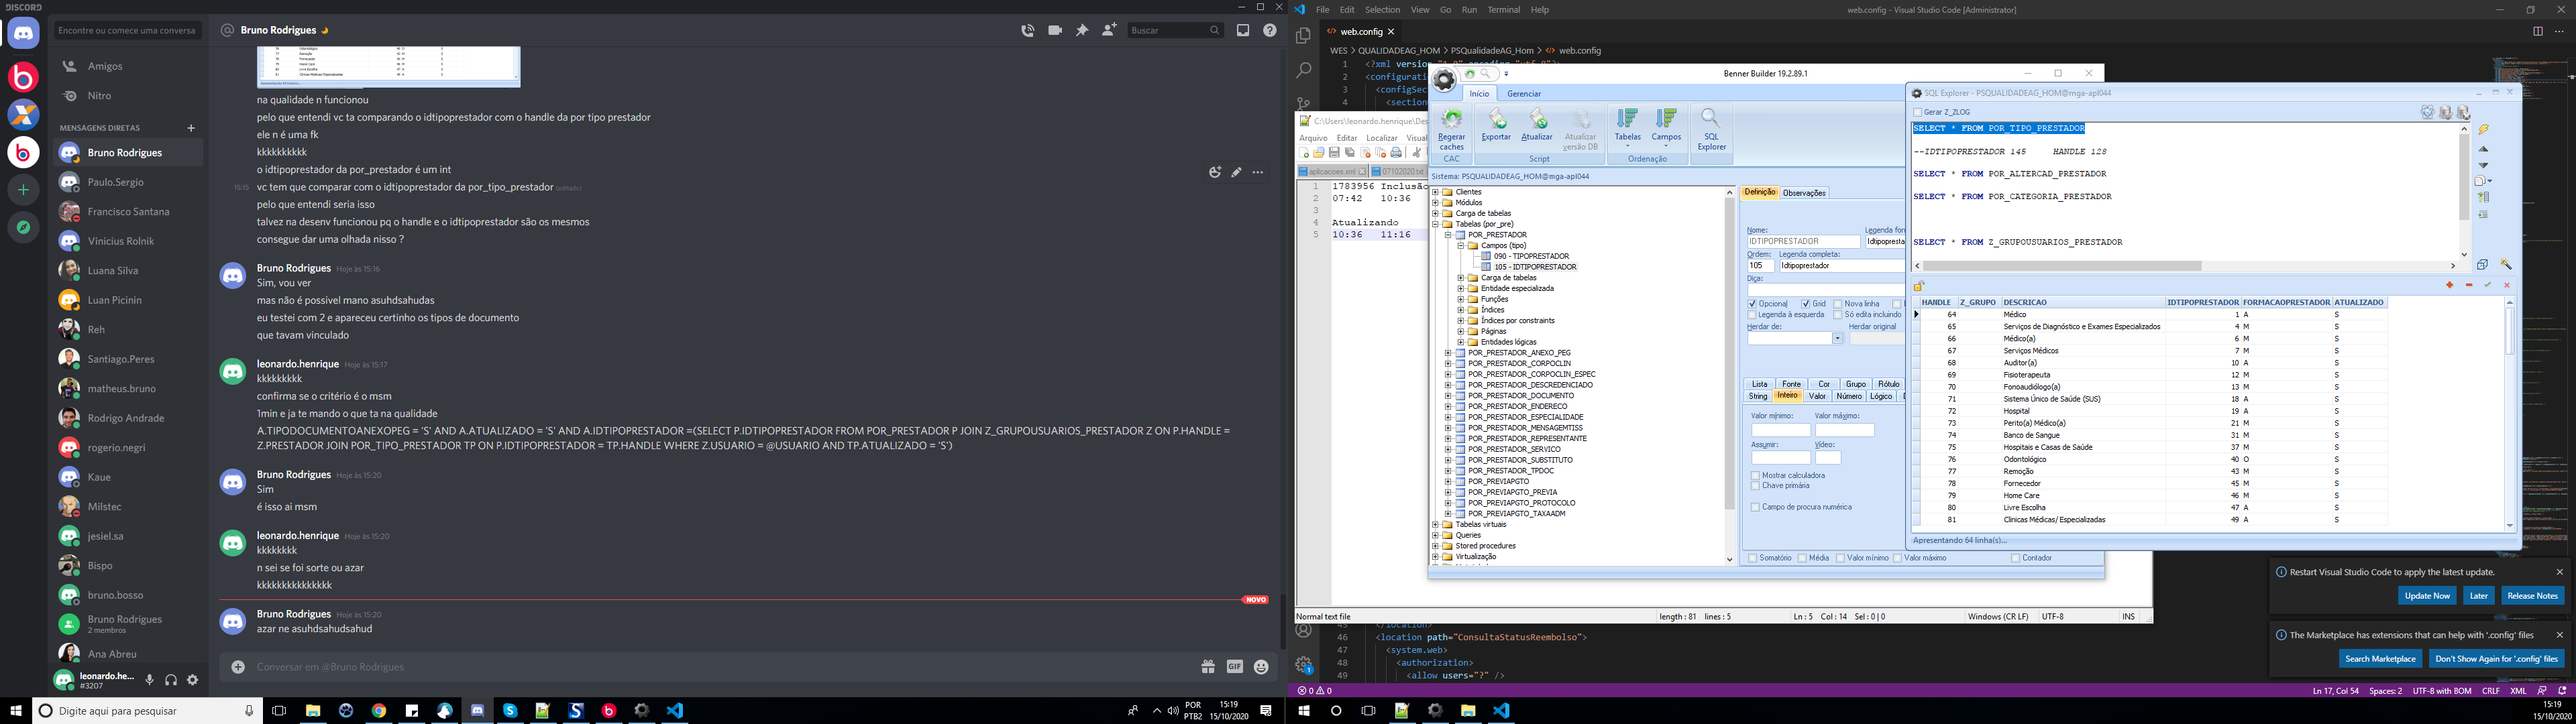 DISCORD
Encontre ou comece uma conversa
Amigos
Nitro
MENSAGENS DIRETAS
Bruno Rodrigues
Paulo.Sergio
Francisco Santana
Vinicius Rolnik
Luana Silva
Luan Picinin
Reh
Santiago.Peres
matheus.bruno
Rodrigo Andrade
rogerio.negri
Kaue
Milstec
jesiel.sa
Bispo
bruno.bosso
Bruno Rodrigues
2 membros
Ana Abreu
leonardo.he...
#3207
@ Bruno Rodrigues
Buscar
na qualidade n funcionou
pelo que entendi vc ta comparando o idtipoprestador com o handle da por tipo prestador
ele n é uma fk
kkkkkkkkkk
o idtipoprestador da por_prestador é um int
15:15 vc tem que comparar com o idtipoprestador da por_tipo_prestador (editado)
pelo que entendi seria isso
talvez na desenv funcionou pq o handle e o idtipoprestador são os mesmos
consegue dar uma olhada nisso ?
Bruno Rodrigues Hoje às 15:16
Sim, vou ver
mas não é possivel mano asuhdsahudas
eu testei com 2 e apareceu certinho os tipos de documento
que tavam vinculado
leonardo.henrique Hoje às 15:17
kkkkkkkkk
confirma se o critério é o msm
1min e ja te mando o que ta na qualidade
A.TIPODOCUMENTOANEXOPEG = 'S' AND A.ATUALIZADO = 'S' AND A.IDTIPOPRESTADOR =(SELECT P.IDTIPOPRESTADOR FROM POR_PRESTADOR P JOIN Z_GRUPOUSUARIOS_PRESTADOR Z ON P.HANDLE =
Z.PRESTADOR JOIN POR_TIPO_PRESTADOR TP ON P.IDTIPOPRESTADOR = TP.HANDLE WHERE Z.USUARIO = @USUARIO AND TP.ATUALIZADO = 'S')
Bruno Rodrigues Hoje às 15:20
Sim
é isso ai msm
leonardo.henrique Hoje às 15:20
kkkkkkkk
n sei se foi sorte ou azar
kkkkkkkkkkkkkkk
NOVO
Bruno Rodrigues Hoje às 15:20
azar ne asuhdsahudsahud
Conversar em @Bruno Rodrigues
GIF
Digite aqui para pesquisar
POR
PTB2
15:19
15/10/2020
File Edit Selection View Go Run Terminal Help
web.config - Visual Studio Code [Administrator]
web.config
WES > QUALIDADEAG_HOM > PSQualidadeAG_Hom > web.config
1 <?xml version="1.0" encoding="utf-8"?>
2 <configuratio
3 <configSec
4 <section
C:\Users\leonardo.henrique\Des
Arquivo Editar Localizar Visual
aplicacoes.xml
07102020.txt
1 1783956 Inclusão
2 07:42 10:36
3
4 Atualizando
5 10:36 11:16
Normal text file
length : 81 lines : 5
Ln : 5 Col : 14 Sel : 0 | 0
Windows (CR LF)
UTF-8
INS
Benner Builder 19.2.89.1
Início
Gerenciar
Regerar caches
Exportar
Atualizar
Atualizar versão DB
Tabelas
Campos
SQL Explorer
CAC
Script
Ordenação
Sistema: PSQUALIDADEAG_HOM@mga-apl044
Clientes
Módulos
Carga de tabelas
Tabelas (por_pre)
POR_PRESTADOR
Campos (tipo)
090 - TIPOPRESTADOR
105 - IDTIPOPRESTADOR
Carga de tabelas
Entidade especializada
Funções
Índices
Índices por constraints
Páginas
Entidades lógicas
POR_PRESTADOR_ANEXO_PEG
POR_PRESTADOR_CORPOCLIN
POR_PRESTADOR_CORPOCLIN_ESPEC
POR_PRESTADOR_DESCREDENCIADO
POR_PRESTADOR_DOCUMENTO
POR_PRESTADOR_ENDERECO
POR_PRESTADOR_ESPECIALIDADE
POR_PRESTADOR_MENSAGEMTISS
POR_PRESTADOR_REPRESENTANTE
POR_PRESTADOR_SERVICO
POR_PRESTADOR_SUBSTITUTO
POR_PRESTADOR_TPDOC
POR_PREVIAPGTO
POR_PREVIAPGTO_PREVIA
POR_PREVIAPGTO_PROTOCOLO
POR_PREVIAPGTO_TAXAADM
Tabelas virtuais
Queries
Stored procedures
Virtualização
Definição
Observações
Nome:
Legenda for
IDTIPOPRESTADOR
Idtipopresta
Ordem:
Legenda completa:
105
Idtipoprestador
Dica:
Opcional
Grid
Nova linha
Legenda à esquerda
Só edita incluindo
Herdar de:
Herdar original
Lista Fonte Cor Grupo Rótulo
String Inteiro Valor Número Lógico
Valor mínimo:
Valor máximo:
Assumir:
Vídeo:
Mostrar calculadora
Chave primária
Campo de procura numérica
Somatório
Média
Valor mínimo
Valor máximo
Contador
SQL Explorer - PSQUALIDADEAG_HOM@mga-apl044
Gerar Z_ZLOG
SELECT * FROM POR_TIPO_PRESTADOR
--IDTIPOPRESTADOR 145 HANDLE 128
SELECT * FROM POR_ALTERCAD_PRESTADOR
SELECT * FROM POR_CATEGORIA_PRESTADOR
SELECT * FROM Z_GRUPOUSUARIOS_PRESTADOR
HANDLE Z_GRUPO DESCRICAO IDTIPOPRESTADOR FORMACAOPRESTADOR ATUALIZADO
64 Médico 1 A S
65 Serviços de Diagnóstico e Exames Especializados 4 M S
66 Médico(a) 6 M S
67 Serviços Médicos 7 M S
68 Auditor(a) 10 A S
69 Fisioterapeuta 12 M S
70 Fonoaudiólogo(a) 13 M S
71 Sistema Único de Saúde (SUS) 18 A S
72 Hospital 19 A S
73 Perito(a) Médico(a) 21 M S
74 Banco de Sangue 31 M S
75 Hospitais e Casas de Saúde 37 M S
76 Odontológico 40 O S
77 Remoção 43 M S
78 Fornecedor 45 M S
79 Home Care 46 M S
80 Livre Escolha 47 A S
81 Clinicas Médicas/ Especializadas 49 A S
Apresentando 64 linha(s)...
Restart Visual Studio Code to apply the latest update.
Update Now
Later
Release Notes
The Marketplace has extensions that can help with '.config' files
Search Marketplace
Don't Show Again for '.config' files
45 </location>
46 <location path="ConsultaStatusReembolso">
47 <system.web>
48 <authorization>
49 <allow users="?" />
0 0
Ln 17, Col 54
Spaces: 2
UTF-8 with BOM
CRLF
XML
15:19
15/10/2020